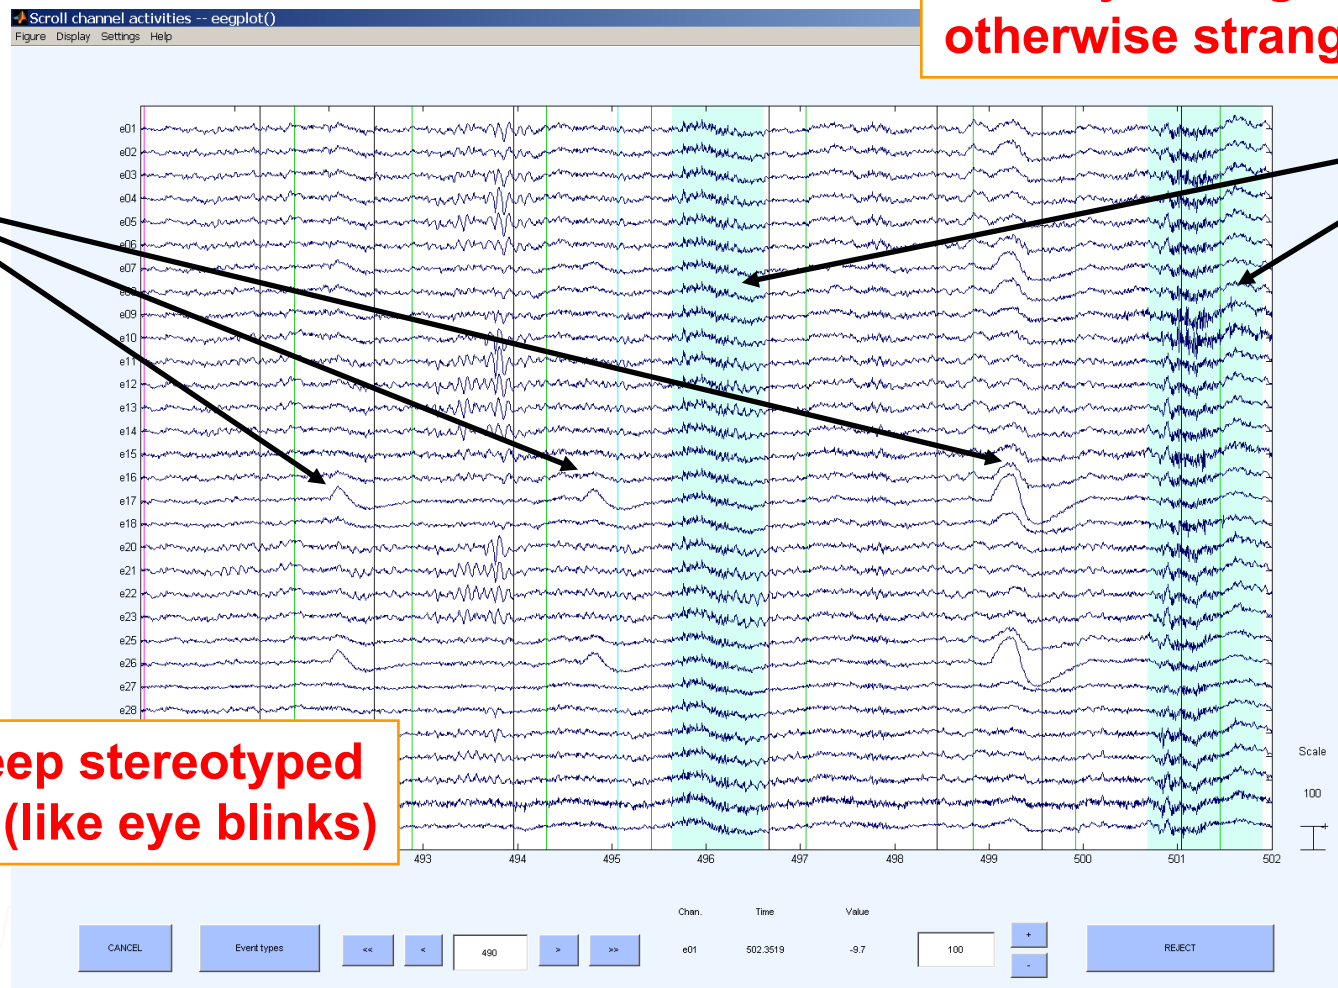 Scroll channel activities -- eegplot()
Figure Display Settings Help
otherwise
e01
e02
e03
e04
e05
e06
e07
e08
e09
e10
e11
e12
e13
e14
e15
e16
e17
e18
e20
e21
e22
e23
e25
e26
e27
e28
stereotyped
(like eye blinks)
493 494 495 496 497 498 499 500 501 502
Scale
100
+
Chan. Time Value
CANCEL
Event types
<< < 490 > >>
e01 502.3519 -9.7
100
+
-
REJECT